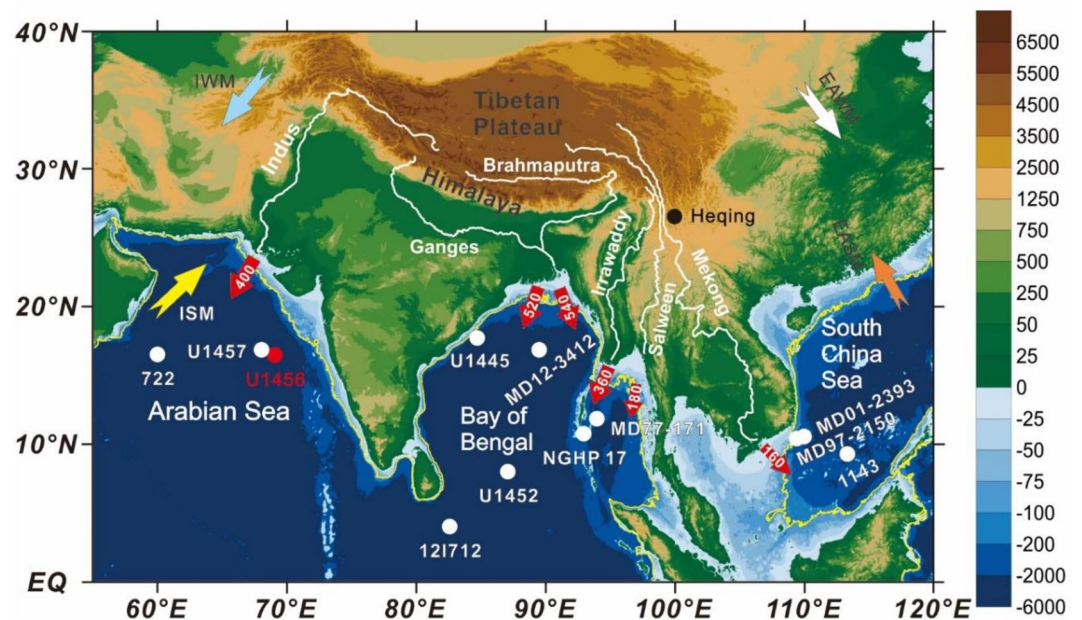 40°N
30°N
20°N
10°N
EQ
IWM
EAWM
Tibetan
Plateau
Indus
Brahmaputra
Himalaya
Heqing
Ganges
Irrawaddy
Mekong
Salween
EASM
400
ISM
520
540
South
China
Sea
U1457
722
U1456
U1445
MD12-3412
360
180
Arabian Sea
Bay of
Bengal
MD77-171
MD01-2393
MD97-2150
NGHP 17
160
1143
U1452
12I712
60°E
70°E
80°E
90°E
100°E
110°E
120°E
6500
5500
4500
3500
2500
1250
750
500
250
50
25
0
-25
-50
-75
-100
-200
-2000
-6000